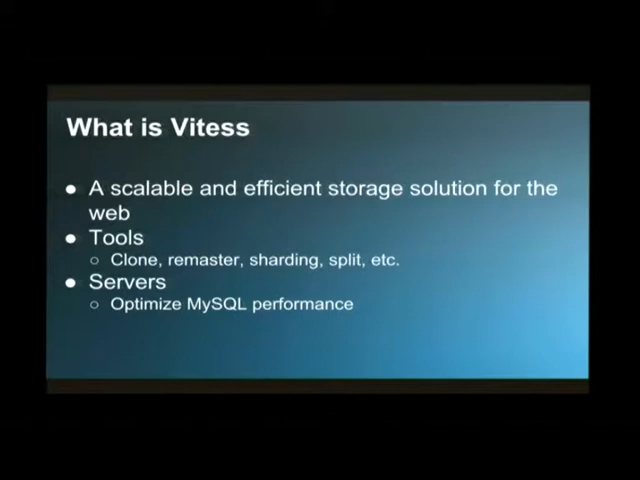 What is Vitess
● A scalable and efficient storage solution for the
web
● Tools
○ Clone, remaster, sharding, split, etc.
● Servers
○ Optimize MySQL performance